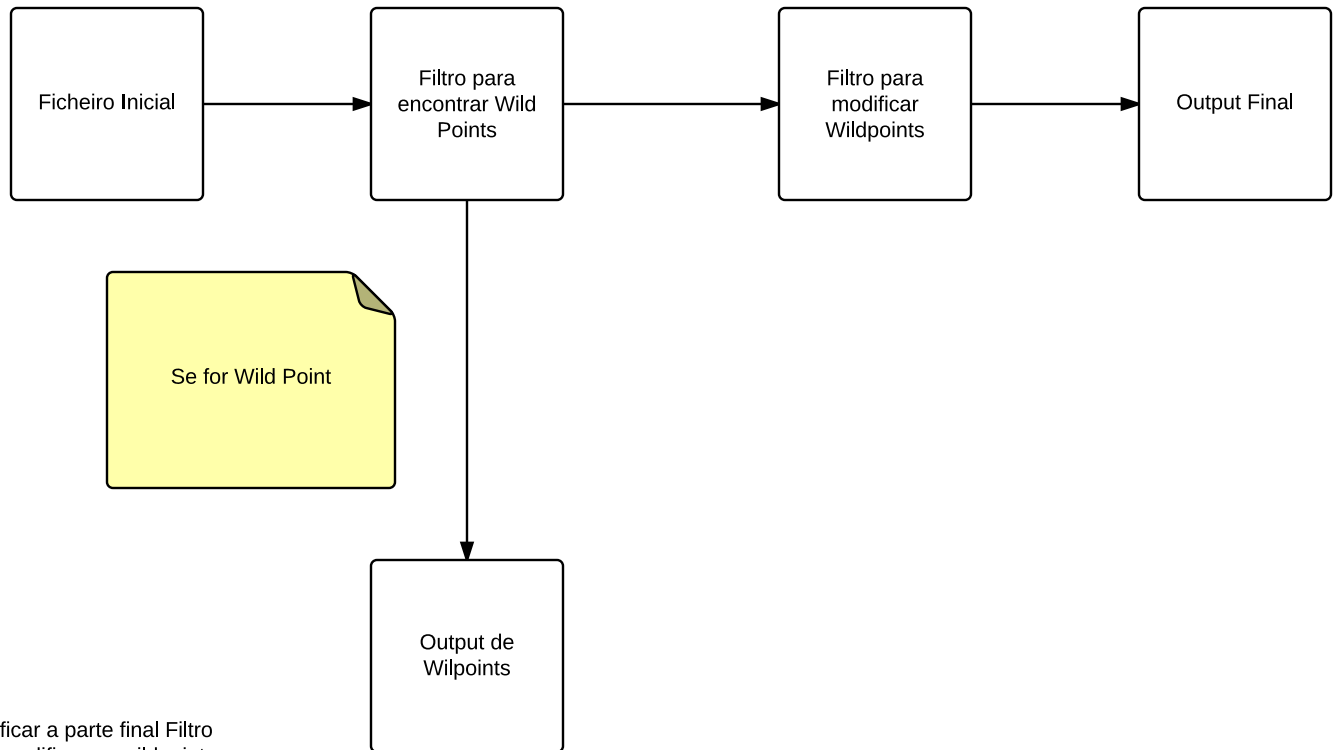 Ficheiro Inicial
Filtro para
encontrar Wild
Points
Filtro para
modificar
Wildpoints
Output Final
Se for Wild Point
Output de
Wilpoints
a parte final Filtro